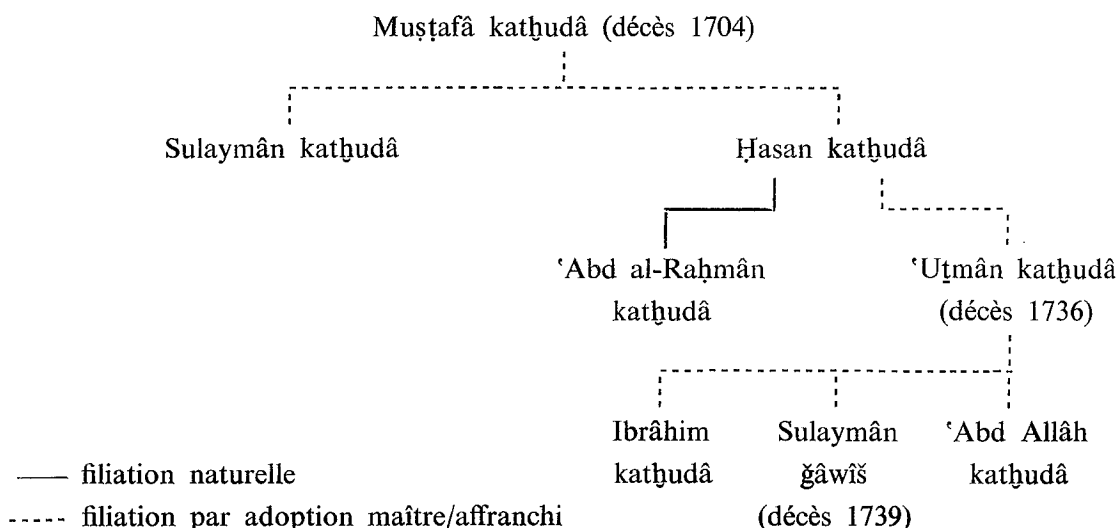 Muṣṭafâ katḫudâ (décès 1704)
Sulaymân katḫudâ Ḥasan katḫudâ
ʿAbd al-Raḥmân ʿUṯmân katḫudâ
katḫudâ (décès 1736)
Ibrâhim Sulaymân ʿAbd Allâh
katḫudâ ǧâwîš katḫudâ
(décès 1739)
—— filiation naturelle
----- filiation par adoption maître/affranchi